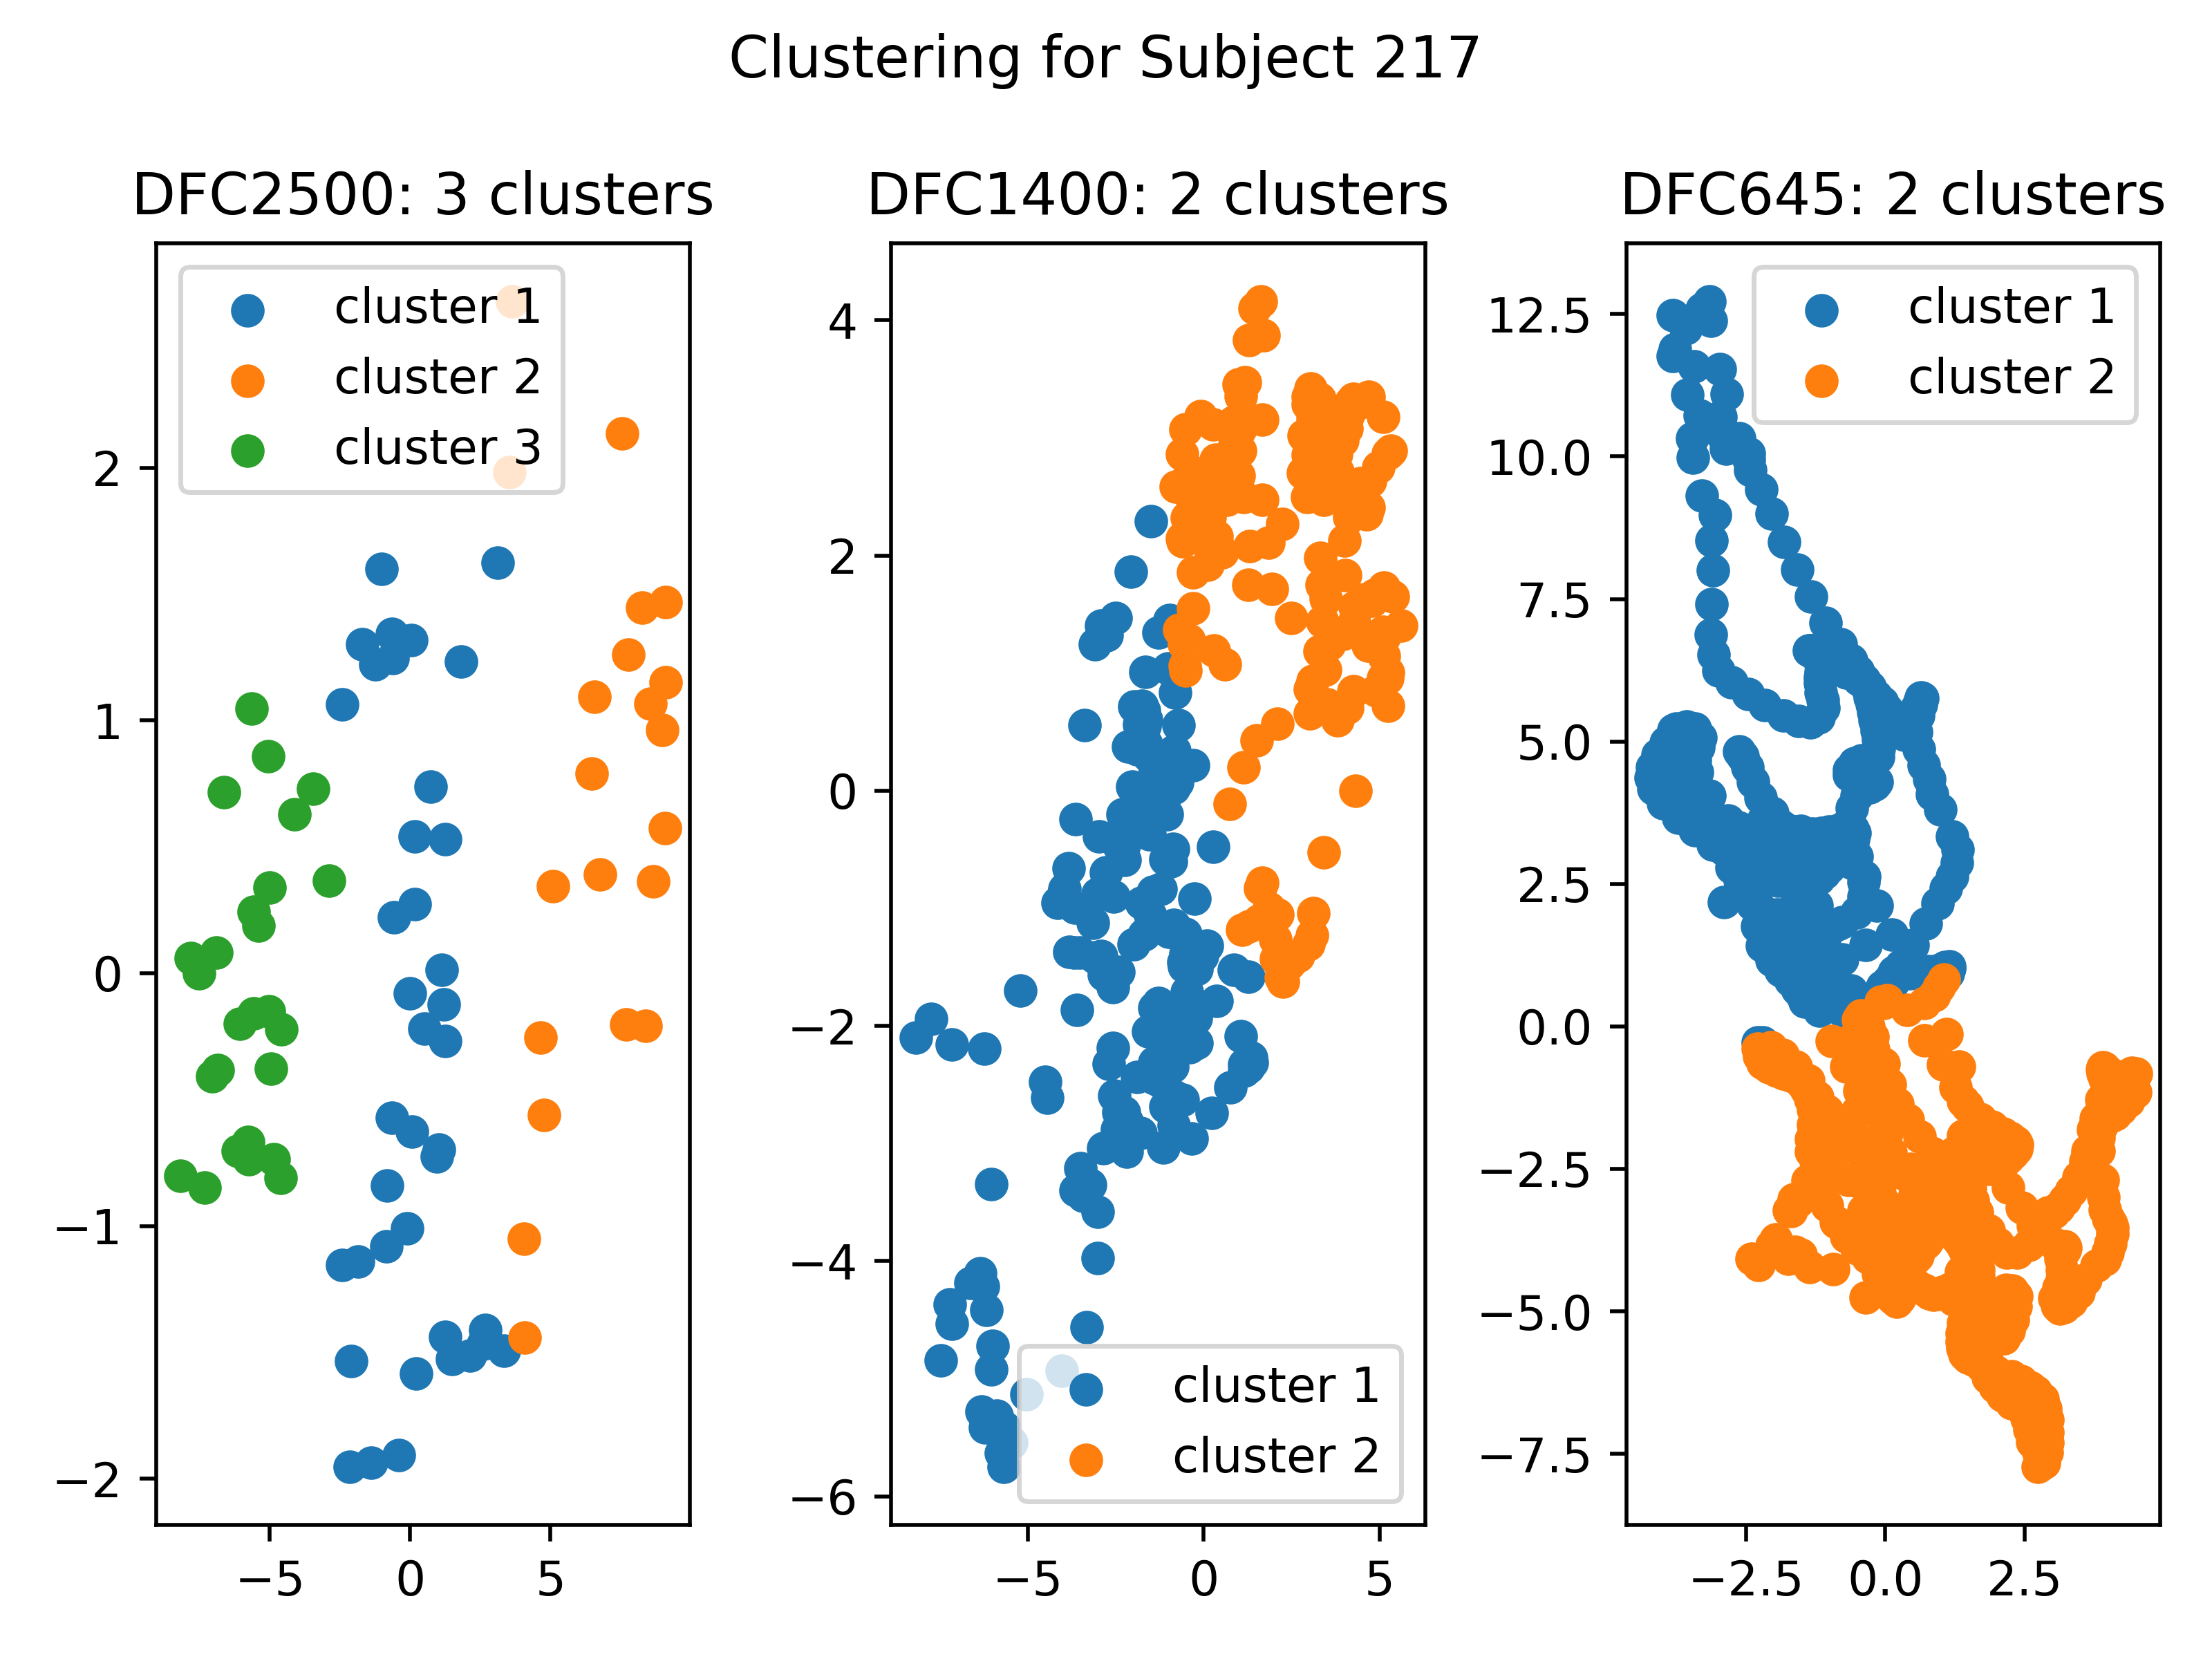 Clustering for Subject 217
DFC2500: 3 clusters
cluster 1
cluster 2
cluster 3
2
1
0
−1
−2
−5
0
5
DFC1400: 2 clusters
4
2
0
−2
−4
−6
cluster 1
cluster 2
−5
0
5
DFC645: 2 clusters
cluster 1
cluster 2
12.5
10.0
7.5
5.0
2.5
0.0
−2.5
−5.0
−7.5
−2.5
0.0
2.5